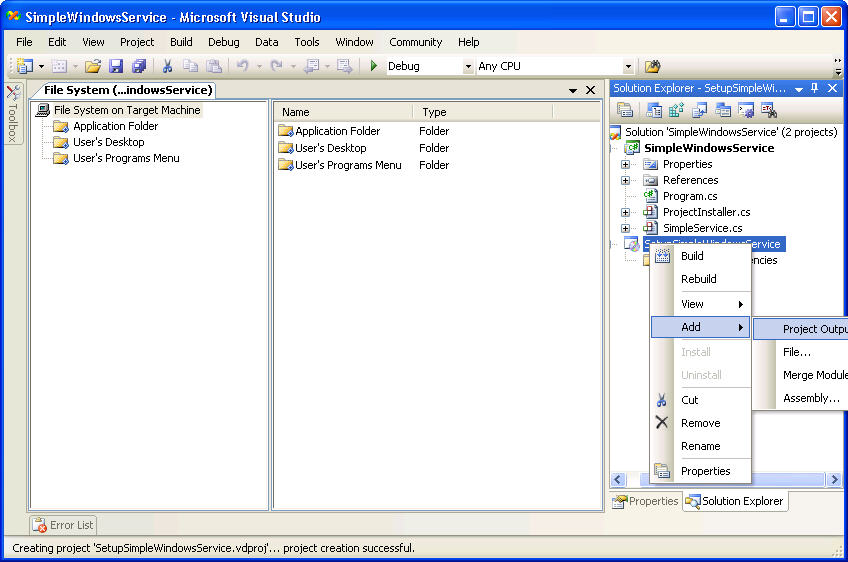 SimpleWindowsService - Microsoft Visual Studio
File Edit View Project Build Debug Data Tools Window Community Help
Debug Any CPU
Toolbox
File System (...indowsService)
File System on Target Machine
Application Folder
User's Desktop
User's Programs Menu
Name Type
Application Folder Folder
User's Desktop Folder
User's Programs Menu Folder
Solution Explorer - SetupSimpleWi...
Solution 'SimpleWindowsService' (2 projects)
SimpleWindowsService
Properties
References
Program.cs
ProjectInstaller.cs
SimpleService.cs
SetupSimpleWindowsService
encies
Build
Rebuild
View
Add
Install
Uninstall
Cut
Remove
Rename
Properties
Project Outpu
File...
Merge Module
Assembly...
Properties Solution Explorer
Error List
Creating project 'SetupSimpleWindowsService.vdproj'... project creation successful.